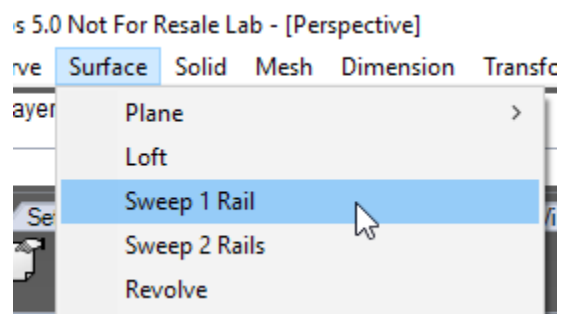 s 5.0 Not For Resale Lab - [Perspective]
rve Surface Solid Mesh Dimension Transfo
ayer
Plane
Loft
Sweep 1 Rail
Se
Sweep 2 Rails
Revolve